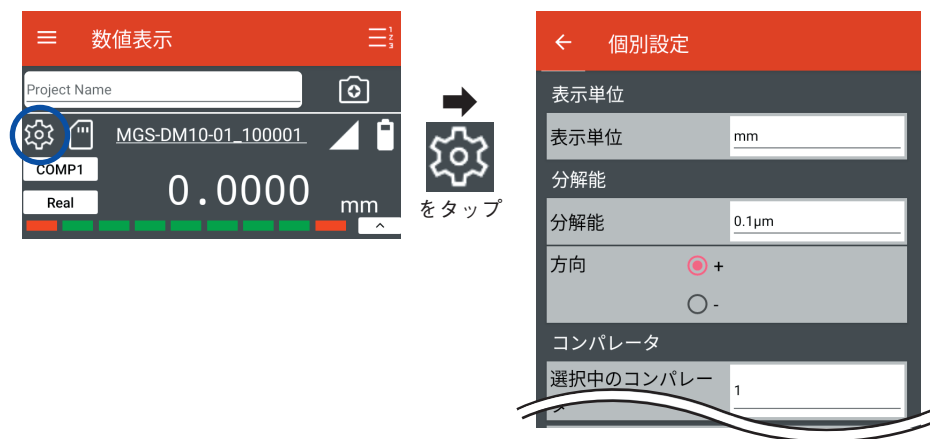 数値表示
1
2
3
Project Name
MGS-DM10-01_100001
COMP1
0.0000
Real
mm
をタップ
個別設定
表示単位
表示単位
mm
分解能
分解能
0.1μm
方向
+
-
コンパレータ
選択中のコンパレー
1